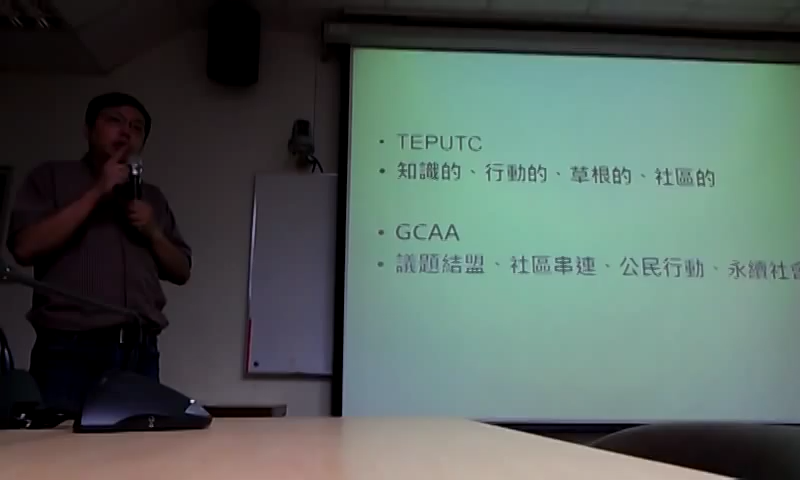 • TEPUTC
• 知識的、行動的、草根的、社區的
• GCAA
• 議題結盟、社區串連、公民行動、永續社會